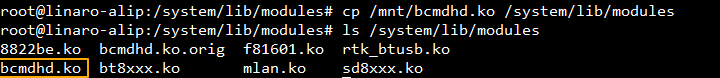 root@linaro-alip:/system/lib/modules# cp /mnt/bcmdhd.ko /system/lib/modules
root@linaro-alip:/system/lib/modules# ls /system/lib/modules
8822be.ko  bcmdhd.ko.orig  f81601.ko  rtk_btusb.ko
bcmdhd.ko  bt8xxx.ko       mlan.ko    sd8xxx.ko